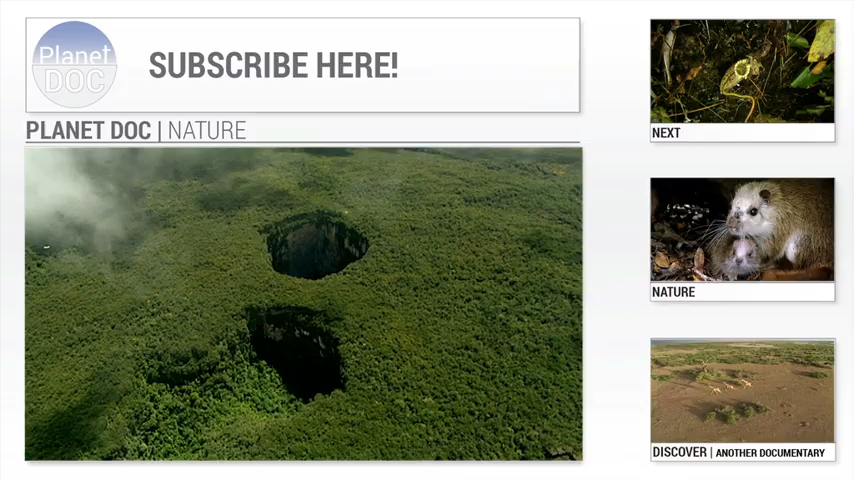 Planet
DOC
SUBSCRIBE HERE!
PLANET DOC | NATURE
NEXT
NATURE
DISCOVER | ANOTHER DOCUMENTARY